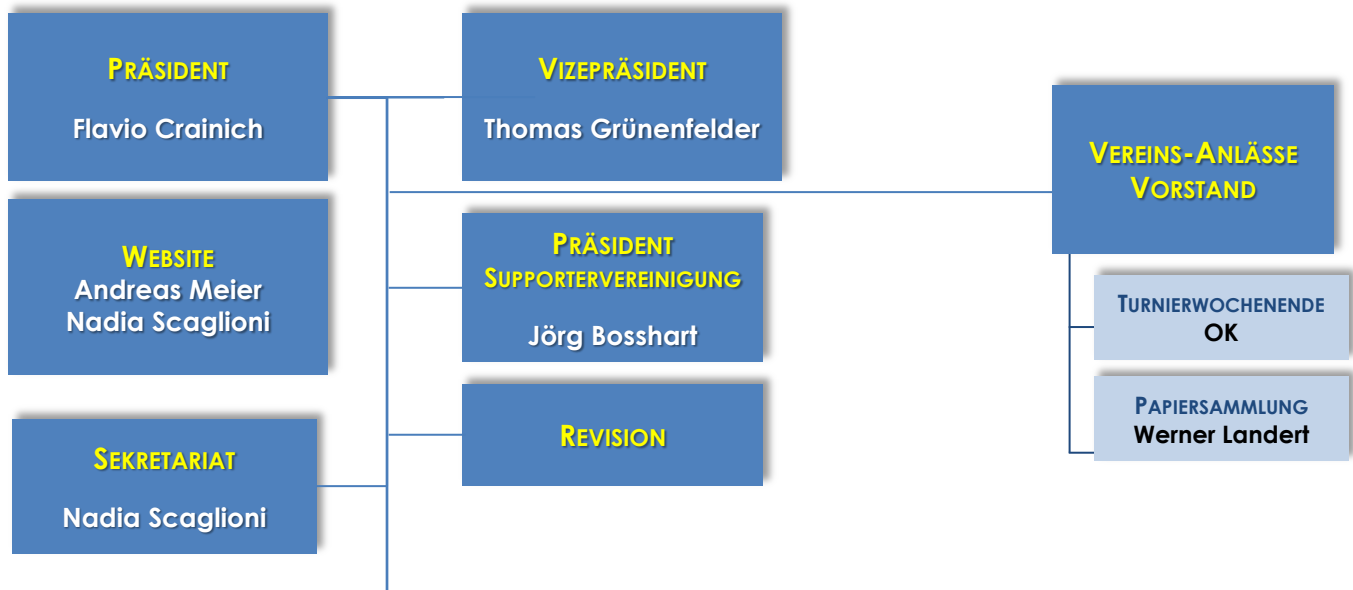 Präsident
Flavio Crainich
Vizepräsident
Thomas Grünenfelder
Vereins-Anlässe
Vorstand
Website
Andreas Meier
Nadia Scaglioni
Präsident
Supportervereinigung
Jörg Bosshart
Turnierwochenende
OK
Papiersammlung
Werner Landert
Sekretariat
Nadia Scaglioni
Revision